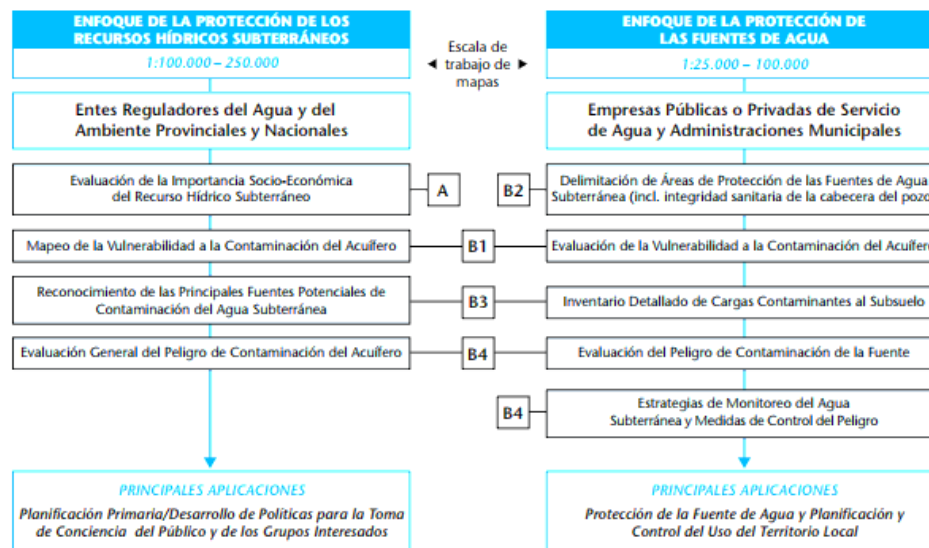 ENFOQUE DE LA PROTECCIÓN DE LOS
RECURSOS HÍDRICOS SUBTERRÁNEOS
1:100.000 – 250.000
Escala de
trabajo de
mapas
ENFOQUE DE LA PROTECCIÓN DE
LAS FUENTES DE AGUA
1:25.000 – 100.000
Entes Reguladores del Agua y del
Ambiente Provinciales y Nacionales
Empresas Públicas o Privadas de Servicio
de Agua y Administraciones Municipales
Evaluación de la Importancia Socio-Económica
del Recurso Hídrico Subterráneo
A
B2
Delimitación de Áreas de Protección de las Fuentes de Agua
Subterránea (incl. integridad sanitaria de la cabecera del pozo
Mapeo de la Vulnerabilidad a la Contaminación del Acuífero
B1
Evaluación de la Vulnerabilidad a la Contaminación del Acuífero
Reconocimiento de las Principales Fuentes Potenciales de
Contaminación del Agua Subterránea
B3
Inventario Detallado de Cargas Contaminantes al Subsuelo
Evaluación General del Peligro de Contaminación del Acuífero
B4
Evaluación del Peligro de Contaminación de la Fuente
B4
Estrategias de Monitoreo del Agua
Subterránea y Medidas de Control del Peligro
PRINCIPALES APLICACIONES
Planificación Primaria/Desarrollo de Políticas para la Toma
de Conciencia del Público y de los Grupos Interesados
PRINCIPALES APLICACIONES
Protección de la Fuente de Agua y Planificación y
Control del Uso del Territorio Local